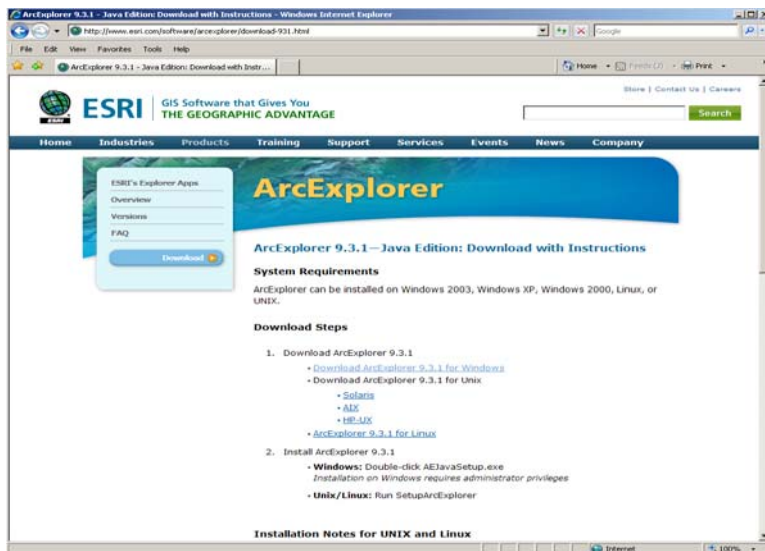 ArcExplorer 9.3.1 - Java Edition: Download with Instructions - Windows Internet Explorer
http://www.esri.com/software/arcexplorer/download-931.html
Google
File Edit View Favorites Tools Help
ArcExplorer 9.3.1 - Java Edition: Download with Instr...
Home Feeds (J) Print
Store | Contact Us | Careers
ESRI
ESRI
GIS Software that Gives You
THE GEOGRAPHIC ADVANTAGE
Search
Home Industries Products Training Support Services Events News Company
ESRI's Explorer Apps
Overview
Versions
FAQ
Download
ArcExplorer
ArcExplorer 9.3.1—Java Edition: Download with Instructions
System Requirements
ArcExplorer can be installed on Windows 2003, Windows XP, Windows 2000, Linux, or
UNIX.
Download Steps
1. Download ArcExplorer 9.3.1
• Download ArcExplorer 9.3.1 for Windows
• Download ArcExplorer 9.3.1 for Unix
• Solaris
• AIX
• HP-UX
• ArcExplorer 9.3.1 for Linux
2. Install ArcExplorer 9.3.1
• Windows: Double-click AEJavaSetup.exe
Installation on Windows requires administrator privileges
• Unix/Linux: Run SetupArcExplorer
Installation Notes for UNIX and Linux
Internet 100%